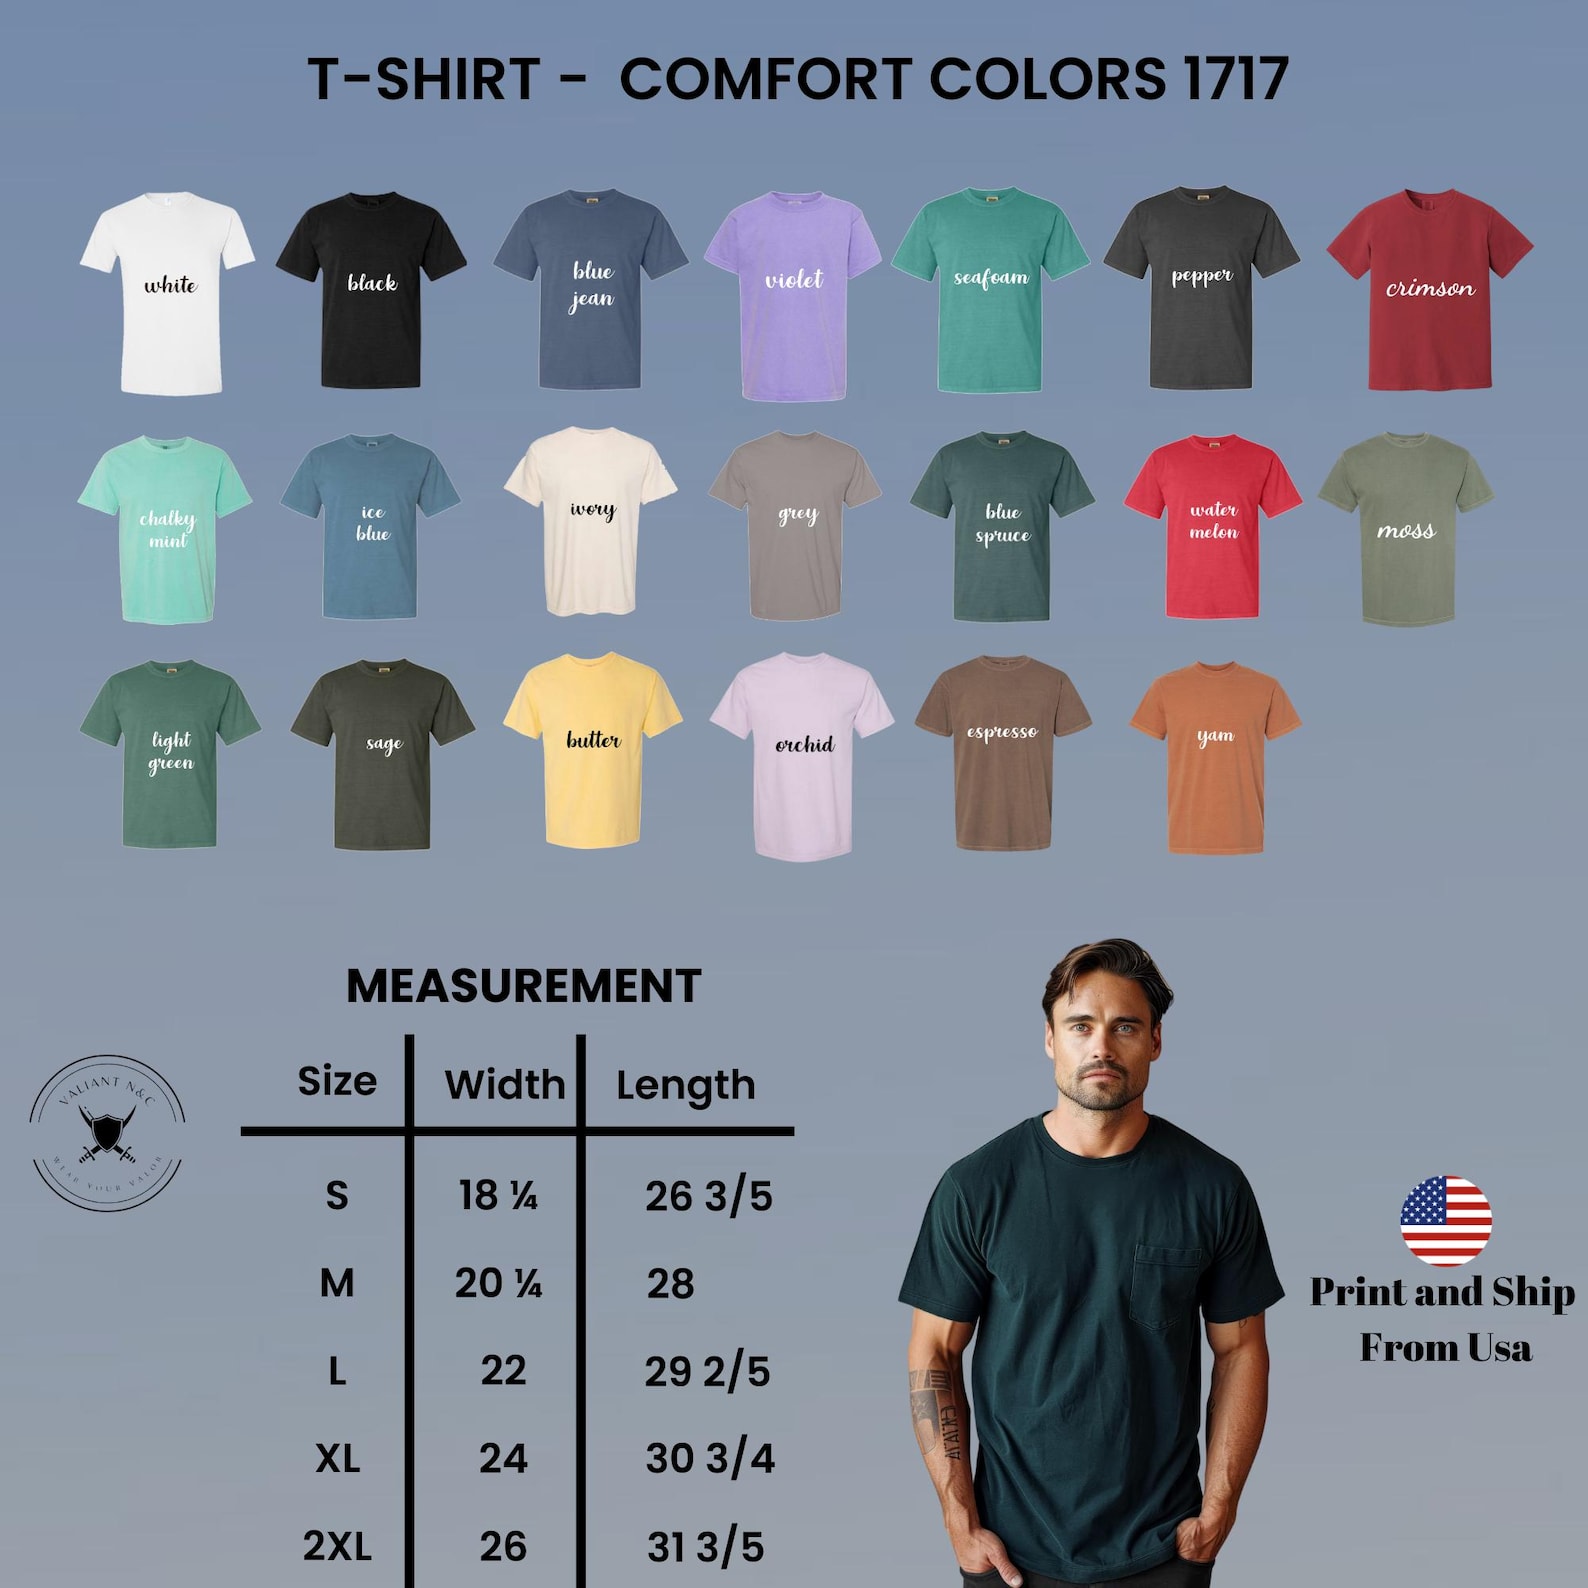 T-SHIRT - COMFORT COLORS 1717
white
black
blue
jean
violet
seafoam
pepper
crimson
chalky
mint
ice
blue
ivory
grey
blue
spruce
water
melon
moss
light
green
sage
butter
orchid
espresso
yam
MEASUREMENT
Size Width Length
S 18 ¼ 26 3/5
M 20 ¼ 28
L 22 29 2/5
XL 24 30 3/4
2XL 26 31 3/5
VALIANT N&C
WEAR YOUR VALOR
Print and Ship
From Usa